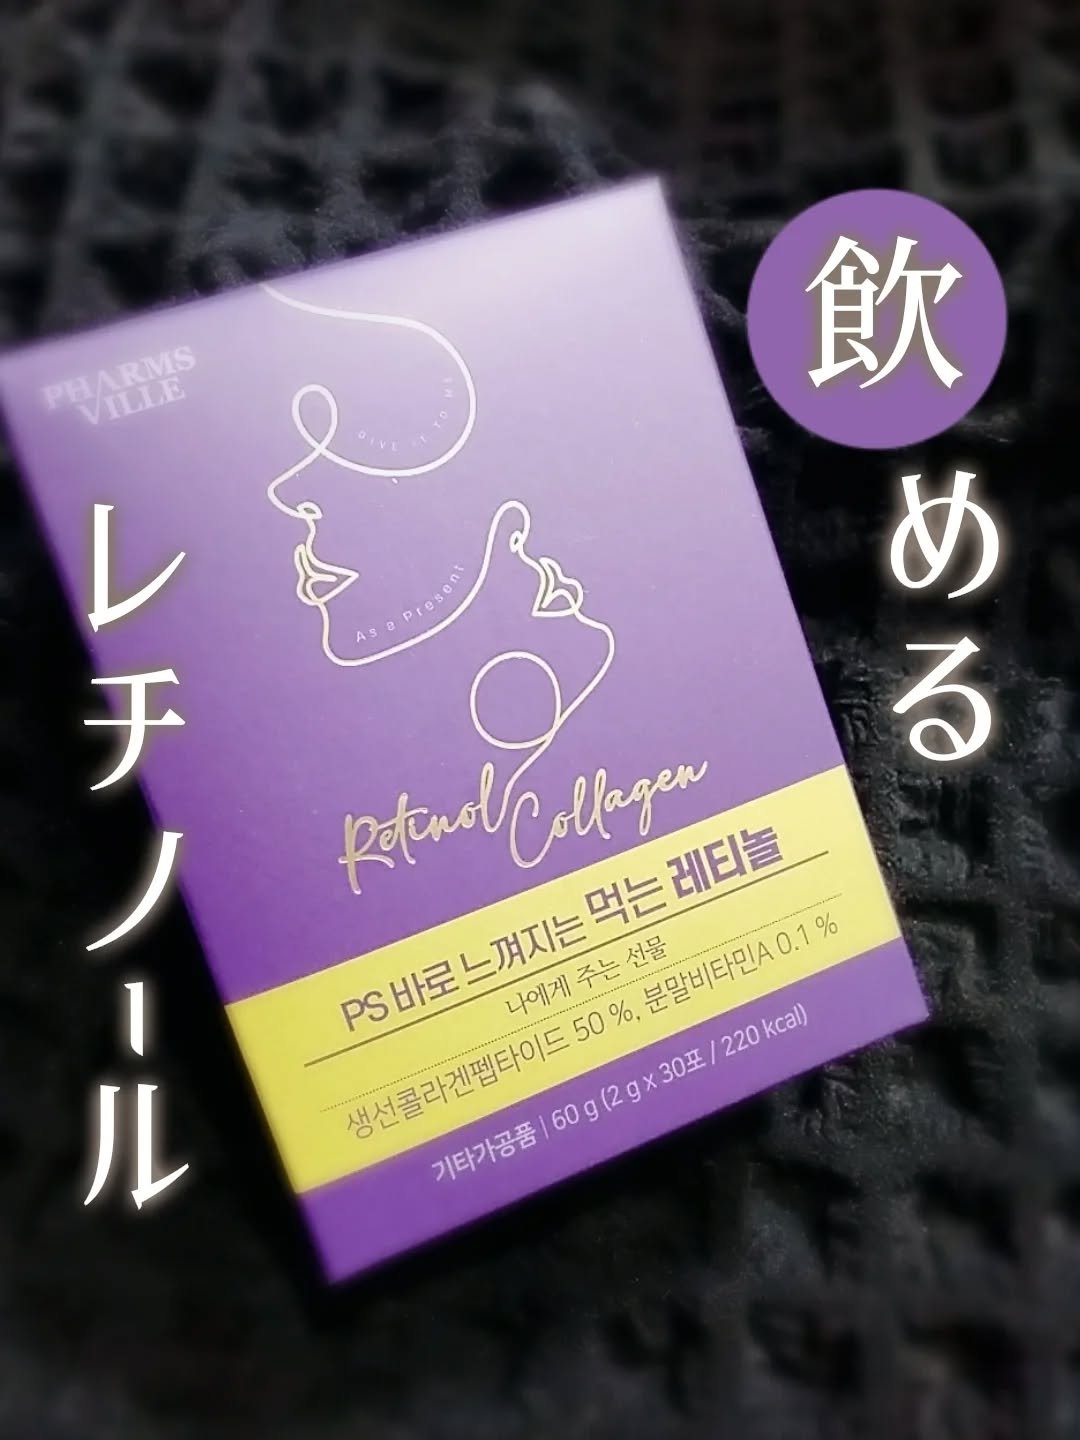 飲める
レチノール
PHARMS
VILLE
GIVE IT TO ME
As a Present
Retinol
Collagen
PS 바로 느껴지는 먹는 레티놀
나에게 주는 선물
생선콜라겐펩타이드 50 %, 분말비타민A 0.1 %
기타가공품 | 60 g (2 g x 30포 / 220 kcal)